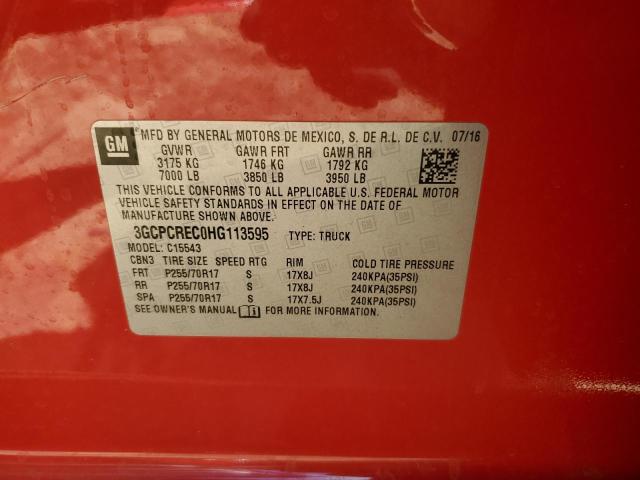 GM MFD BY GENERAL MOTORS DE MEXICO, S. DE R.L. DE C.V. 07/16
GVWR GAWR FRT GAWR RR
3175 KG 1746 KG 1792 KG
7000 LB 3850 LB 3950 LB
THIS VEHICLE CONFORMS TO ALL APPLICABLE U.S. FEDERAL MOTOR
VEHICLE SAFETY STANDARDS IN EFFECT ON THE DATE OF
MANUFACTURE SHOWN ABOVE.
3GCPCREC0HG113595 TYPE: TRUCK
MODEL: C15543
CBN3 TIRE SIZE SPEED RTG RIM COLD TIRE PRESSURE
FRT P255/70R17 S 17X8J 240KPA(35PSI)
RR P255/70R17 S 17X8J 240KPA(35PSI)
SPA P255/70R17 S 17X7.5J 240KPA(35PSI)
SEE OWNER'S MANUAL FOR MORE INFORMATION.